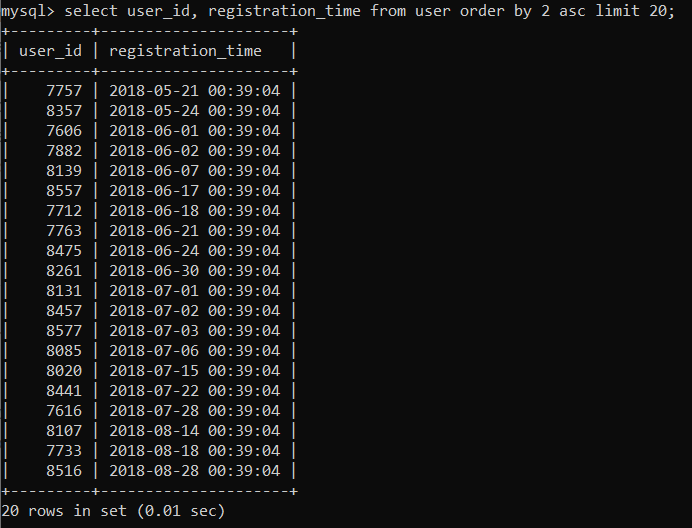 mysql> select user_id, registration_time from user order by 2 asc limit 20;
+---------+---------------------+
| user_id | registration_time   |
+---------+---------------------+
|    7757 | 2018-05-21 00:39:04 |
|    8357 | 2018-05-24 00:39:04 |
|    7606 | 2018-06-01 00:39:04 |
|    7882 | 2018-06-02 00:39:04 |
|    8139 | 2018-06-07 00:39:04 |
|    8557 | 2018-06-17 00:39:04 |
|    7712 | 2018-06-18 00:39:04 |
|    7763 | 2018-06-21 00:39:04 |
|    8475 | 2018-06-24 00:39:04 |
|    8261 | 2018-06-30 00:39:04 |
|    8131 | 2018-07-01 00:39:04 |
|    8457 | 2018-07-02 00:39:04 |
|    8577 | 2018-07-03 00:39:04 |
|    8085 | 2018-07-06 00:39:04 |
|    8020 | 2018-07-15 00:39:04 |
|    8441 | 2018-07-22 00:39:04 |
|    7616 | 2018-07-28 00:39:04 |
|    8107 | 2018-08-14 00:39:04 |
|    7733 | 2018-08-18 00:39:04 |
|    8516 | 2018-08-28 00:39:04 |
+---------+---------------------+
20 rows in set (0.01 sec)